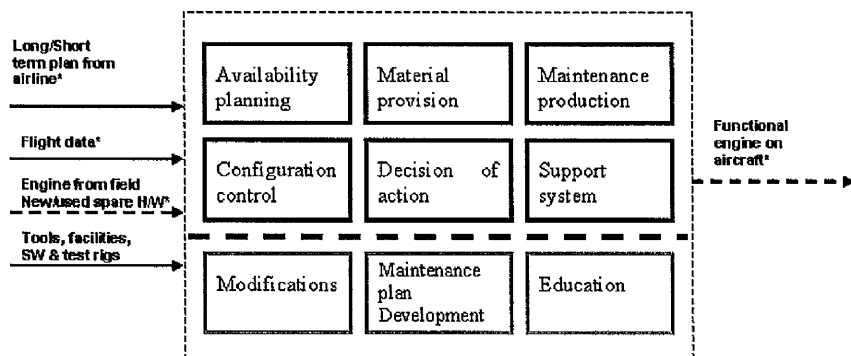 Long/Short
term plan from
airline*
Flight data*
Engine from field
New/used spare H/W*
Tools, facilities,
SW & test rigs
Availability
planning
Material
provision
Maintenance
production
Configuration
control
Decision of
action
Support
system
Modifications
Maintenance
plan
Development
Education
Functional
engine on
aircraft*